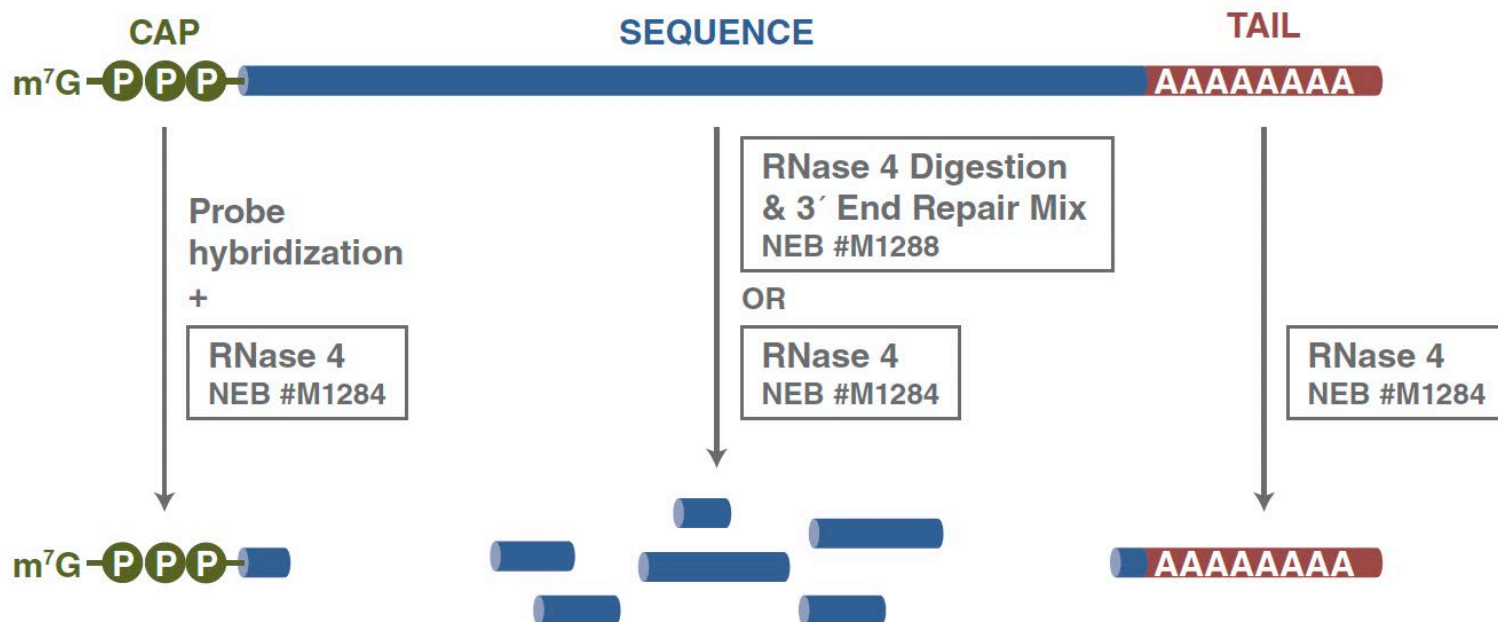 CAP
SEQUENCE
TAIL
m⁷G P P P
AAAAAAAA
Probe
hybridization
+
RNase 4
NEB #M1284
RNase 4 Digestion
& 3´ End Repair Mix
NEB #M1288
OR
RNase 4
NEB #M1284
RNase 4
NEB #M1284
m⁷G P P P
AAAAAAAA